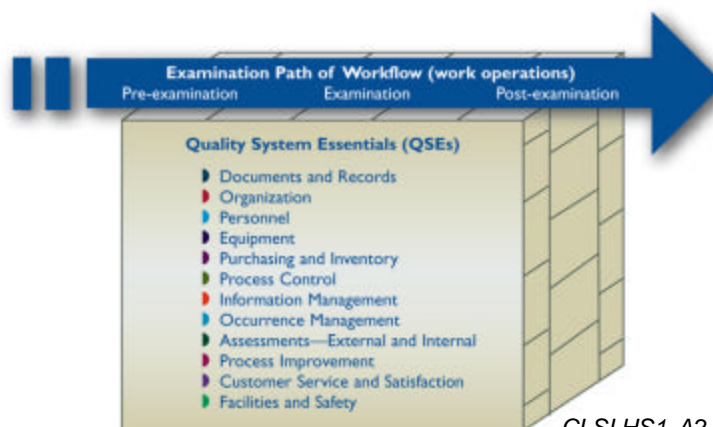 Examination Path of Workflow (work operations)
Pre-examination Examination Post-examination
Quality System Essentials (QSEs)
Documents and Records
Organization
Personnel
Equipment
Purchasing and Inventory
Process Control
Information Management
Occurrence Management
Assessments—External and Internal
Process Improvement
Customer Service and Satisfaction
Facilities and Safety